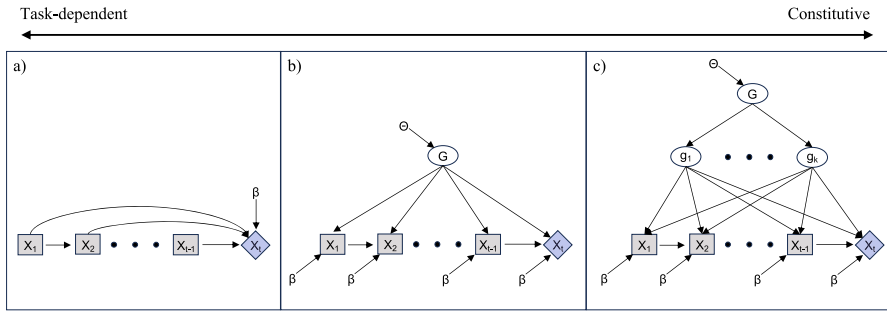 Task-dependent Constitutive
a) b) c)
Θ
G
Θ
G
g₁ gₖ
β
X₁ X₂ Xₜ₋₁ Xₜ X₁ X₂ Xₜ₋₁ Xₜ X₁ X₂ Xₜ₋₁ Xₜ
β β β β β β β β